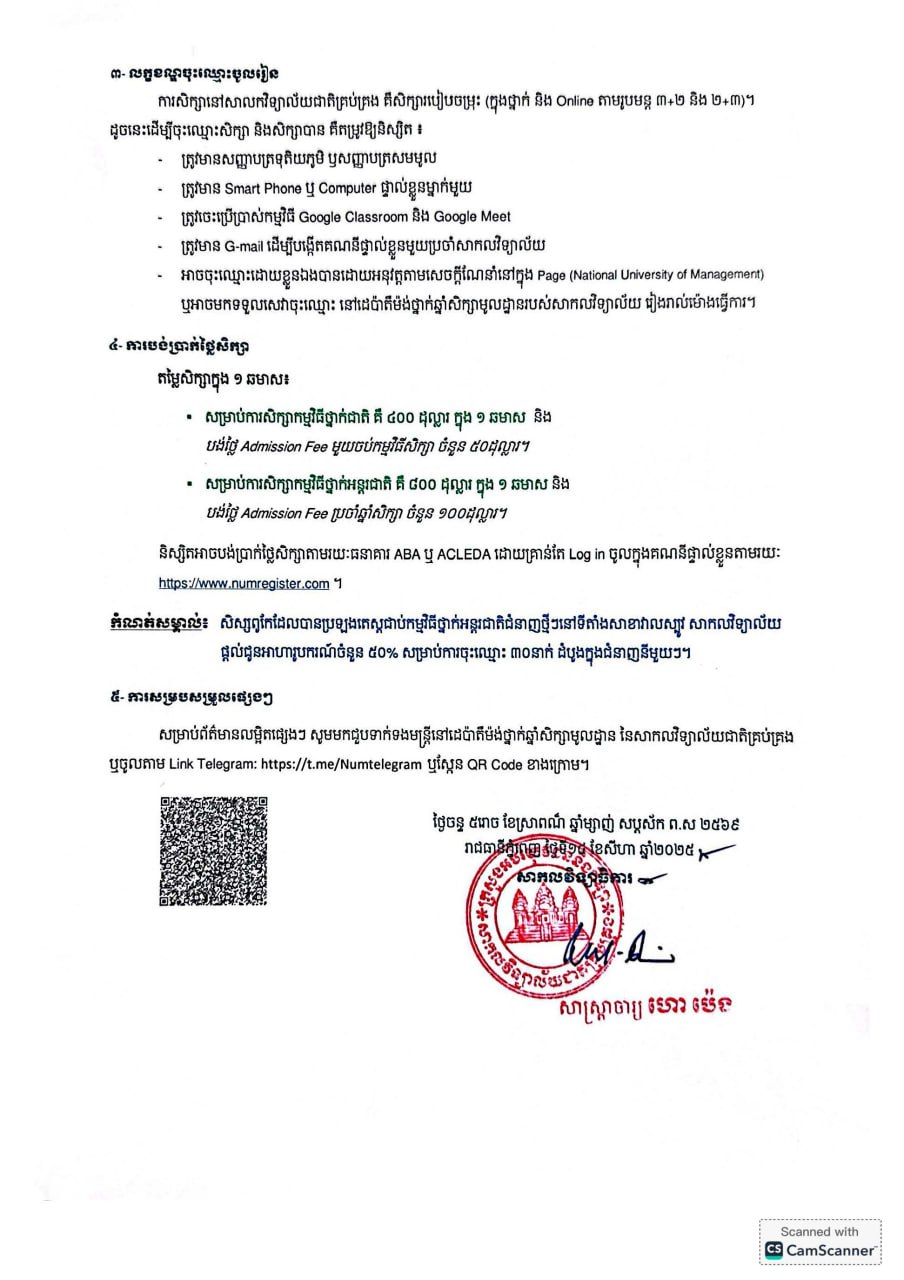 ៣- លក្ខខណ្ឌចុះឈ្មោះចូលរៀន
ការសិក្សានៅសាលកវិទ្យាល័យជាតិគ្រប់គ្រង គឺសិក្សារបៀបចម្រុះ (ក្នុងថ្នាក់ និង Online តាមរូបមន្ត ៣+២ និង ២+៣)។
ដូចនេះដើម្បីចុះឈ្មោះសិក្សា និងសិក្សាបាន គឺតម្រូវឱ្យនិស្សិត ៖
- ត្រូវមានសញ្ញាបត្រទុតិយភូមិ ឬសញ្ញាបត្រសមមូល
- ត្រូវមាន Smart Phone ឬ Computer ផ្ទាល់ខ្លួនម្នាក់មួយ
- ត្រូវចេះប្រើប្រាស់កម្មវិធី Google Classroom និង Google Meet
- ត្រូវមាន G-mail ដើម្បីបង្កើតគណនីផ្ទាល់ខ្លួនមួយប្រចាំសាកលវិទ្យាល័យ
- អាចចុះឈ្មោះដោយខ្លួនឯងបានដោយអនុវត្តតាមសេចក្តីណែនាំនៅក្នុង Page (National University of Management)
ឬអាចមកទទួលសេវាចុះឈ្មោះ នៅដេប៉ាតឺម៉ង់ថ្នាក់ឆ្នាំសិក្សាមូលដ្ឋានរបស់សាកលវិទ្យាល័យ រៀងរាល់ម៉ោងធ្វើការ។
៤- ការបង់ប្រាក់ថ្លៃសិក្សា
តម្លៃសិក្សាក្នុង ១ ឆមាស៖
▪ សម្រាប់ការសិក្សាកម្មវិធីថ្នាក់ជាតិ គឺ ៤០០ ដុល្លារ ក្នុង ១ ឆមាស និង
បង់ថ្លៃ Admission Fee មួយចប់កម្មវិធីសិក្សា ចំនួន ៥០ដុល្លារ។
▪ សម្រាប់ការសិក្សាកម្មវិធីថ្នាក់អន្តរជាតិ គឺ ៨០០ ដុល្លារ ក្នុង ១ ឆមាស និង
បង់ថ្លៃ Admission Fee ប្រចាំឆ្នាំសិក្សា ចំនួន ១០០ដុល្លារ។
និស្សិតអាចបង់ប្រាក់ថ្លៃសិក្សាតាមរយៈធនាគារ ABA ឬ ACLEDA ដោយគ្រាន់តែ Log in ចូលក្នុងគណនីផ្ទាល់ខ្លួនតាមរយៈ
https://www.numregister.com ។
កំណត់សម្គាល់៖ សិស្សពូកែដែលបានប្រឡងតេស្តជាប់កម្មវិធីថ្នាក់អន្តរជាតិជំនាញថ្មីៗនៅទីតាំងសាខាវាលស្បូវ សាកលវិទ្យាល័យ
ផ្តល់ជូនអាហារូបករណ៍ចំនួន ៥០% សម្រាប់ការចុះឈ្មោះ ៣០នាក់ ដំបូងក្នុងជំនាញនីមួយៗ។
៥- ការសម្របសម្រួលផ្សេងៗ
សម្រាប់ព័ត៌មានលម្អិតផ្សេងៗ សូមមកជួបទាក់ទងមន្ត្រីនៅដេប៉ាតឺម៉ង់ថ្នាក់ឆ្នាំសិក្សាមូលដ្ឋាន នៃសាកលវិទ្យាល័យជាតិគ្រប់គ្រង
ឬចូលតាម Link Telegram: https://t.me/Numtelegram ឬស្កែន QR Code ខាងក្រោម។
ថ្ងៃចន្ទ ៥រោច ខែស្រាពណ៍ ឆ្នាំម្សាញ់ សប្តស័ក ព.ស ២៥៦៩
រាជធានីភ្នំពេញ ថ្ងៃទី១៨ ខែសីហា ឆ្នាំ២០២៥
សាកលវិទ្យាធិការ
សាកលវិទ្យាល័យជាតិគ្រប់គ្រង
សាស្ត្រាចារ្យ ហោ ប៉េង
Scanned with
CS CamScanner